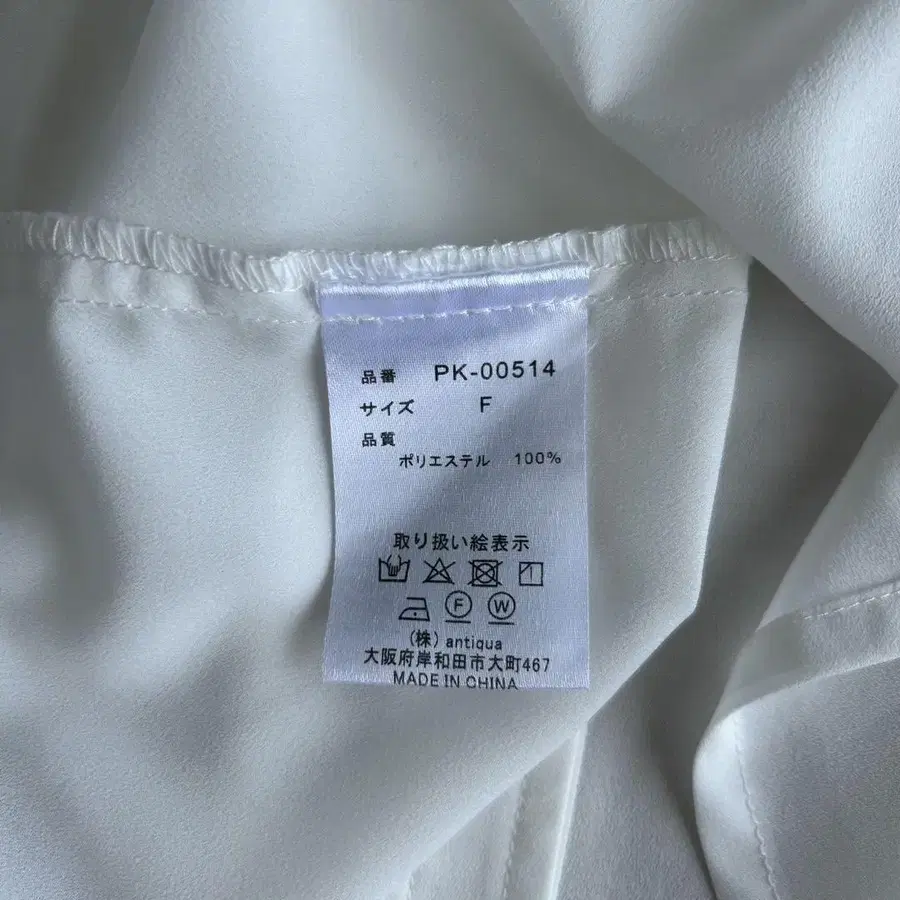 品番 PK-00514
サイズ F
品質
ポリエステル 100%
取り扱い絵表示
F W
(株) antiqua
大阪府岸和田市大町467
MADE IN CHINA